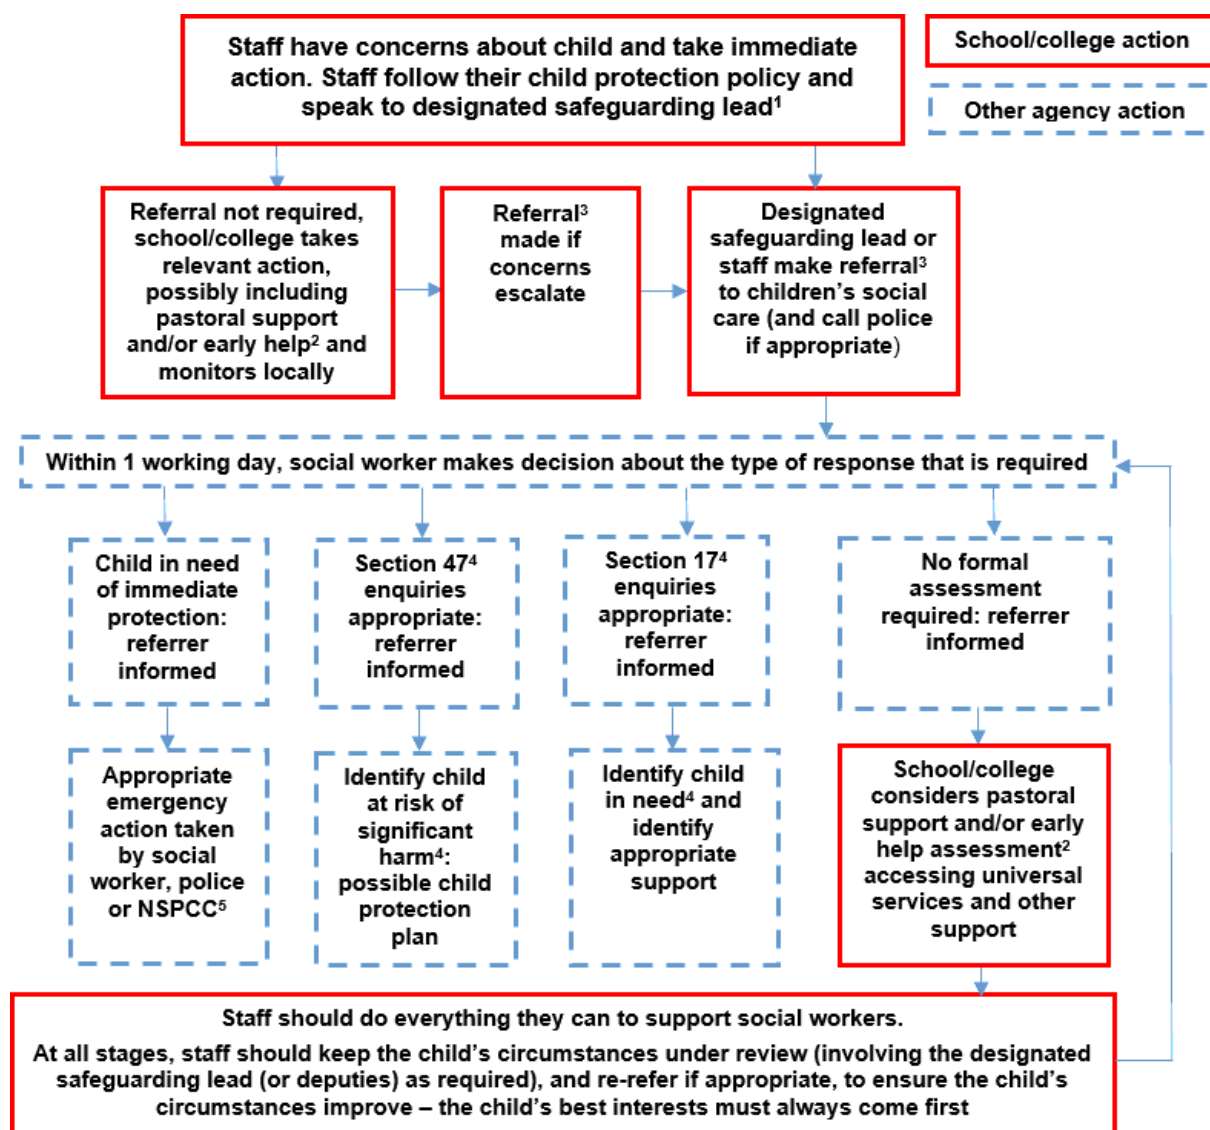 Staff have concerns about child and take immediate
action. Staff follow their child protection policy and
speak to designated safeguarding lead¹
School/college action
Other agency action
Referral not required,
school/college takes
relevant action,
possibly including
pastoral support
and/or early help² and
monitors locally
Referral³
made if
concerns
escalate
Designated
safeguarding lead or
staff make referral³
to children’s social
care (and call police
if appropriate)
Within 1 working day, social worker makes decision about the type of response that is required
Child in need
of immediate
protection:
referrer
informed
Section 47⁴
enquiries
appropriate:
referrer
informed
Section 17⁴
enquiries
appropriate:
referrer
informed
No formal
assessment
required: referrer
informed
Appropriate
emergency
action taken
by social
worker, police
or NSPCC⁵
Identify child
at risk of
significant
harm⁴:
possible child
protection
plan
Identify child
in need⁴ and
identify
appropriate
support
School/college
considers pastoral
support and/or early
help assessment²
accessing universal
services and other
support
Staff should do everything they can to support social workers.
At all stages, staff should keep the child’s circumstances under review (involving the designated
safeguarding lead (or deputies) as required), and re-refer if appropriate, to ensure the child’s
circumstances improve – the child’s best interests must always come first